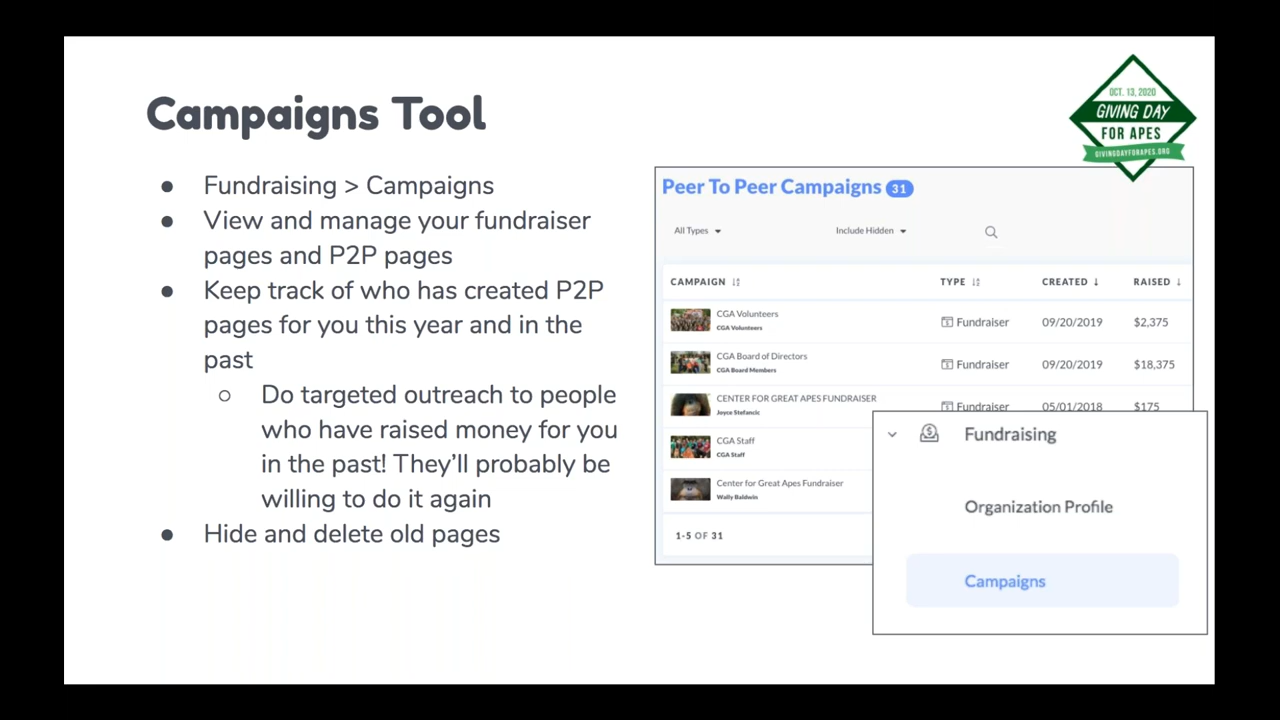 Campaigns Tool
● Fundraising > Campaigns
● View and manage your fundraiser
pages and P2P pages
● Keep track of who has created P2P
pages for you this year and in the
past
○ Do targeted outreach to people
who have raised money for you
in the past! They'll probably be
willing to do it again
● Hide and delete old pages
OCT. 13, 2020
GIVING DAY
FOR APES
GIVINGDAYFORAPES.ORG
Peer To Peer Campaigns 31
All Types Include Hidden
CAMPAIGN TYPE CREATED RAISED
CGA Volunteers
CGA Volunteers
Fundraiser 09/20/2019 $2,375
CGA Board of Directors
CGA Board Members
Fundraiser 09/20/2019 $18,375
CENTER FOR GREAT APES FUNDRAISER
Joyce Stefancic
Fundraiser 05/01/2018 $175
CGA Staff
CGA Staff
Center for Great Apes Fundraiser
Wally Baldwin
1-5 OF 31
Fundraising
Organization Profile
Campaigns